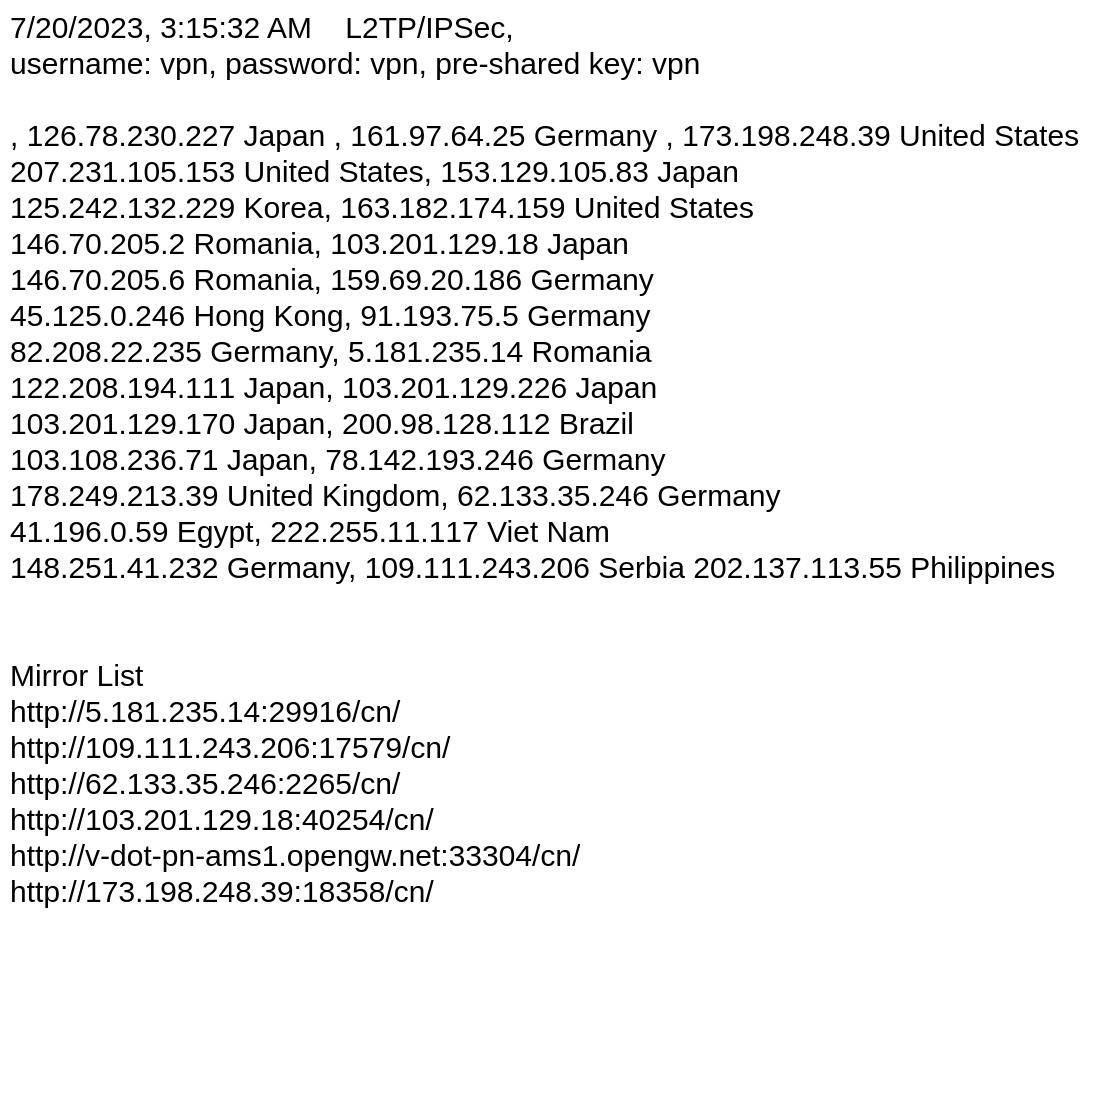 7/20/2023, 3:15:32 AM    L2TP/IPSec,
username: vpn, password: vpn, pre-shared key: vpn
, 126.78.230.227 Japan , 161.97.64.25 Germany , 173.198.248.39 United States
207.231.105.153 United States, 153.129.105.83 Japan
125.242.132.229 Korea, 163.182.174.159 United States
146.70.205.2 Romania, 103.201.129.18 Japan
146.70.205.6 Romania, 159.69.20.186 Germany
45.125.0.246 Hong Kong, 91.193.75.5 Germany
82.208.22.235 Germany, 5.181.235.14 Romania
122.208.194.111 Japan, 103.201.129.226 Japan
103.201.129.170 Japan, 200.98.128.112 Brazil
103.108.236.71 Japan, 78.142.193.246 Germany
178.249.213.39 United Kingdom, 62.133.35.246 Germany
41.196.0.59 Egypt, 222.255.11.117 Viet Nam
148.251.41.232 Germany, 109.111.243.206 Serbia 202.137.113.55 Philippines
Mirror List
http://5.181.235.14:29916/cn/
http://109.111.243.206:17579/cn/
http://62.133.35.246:2265/cn/
http://103.201.129.18:40254/cn/
http://v-dot-pn-ams1.opengw.net:33304/cn/
http://173.198.248.39:18358/cn/